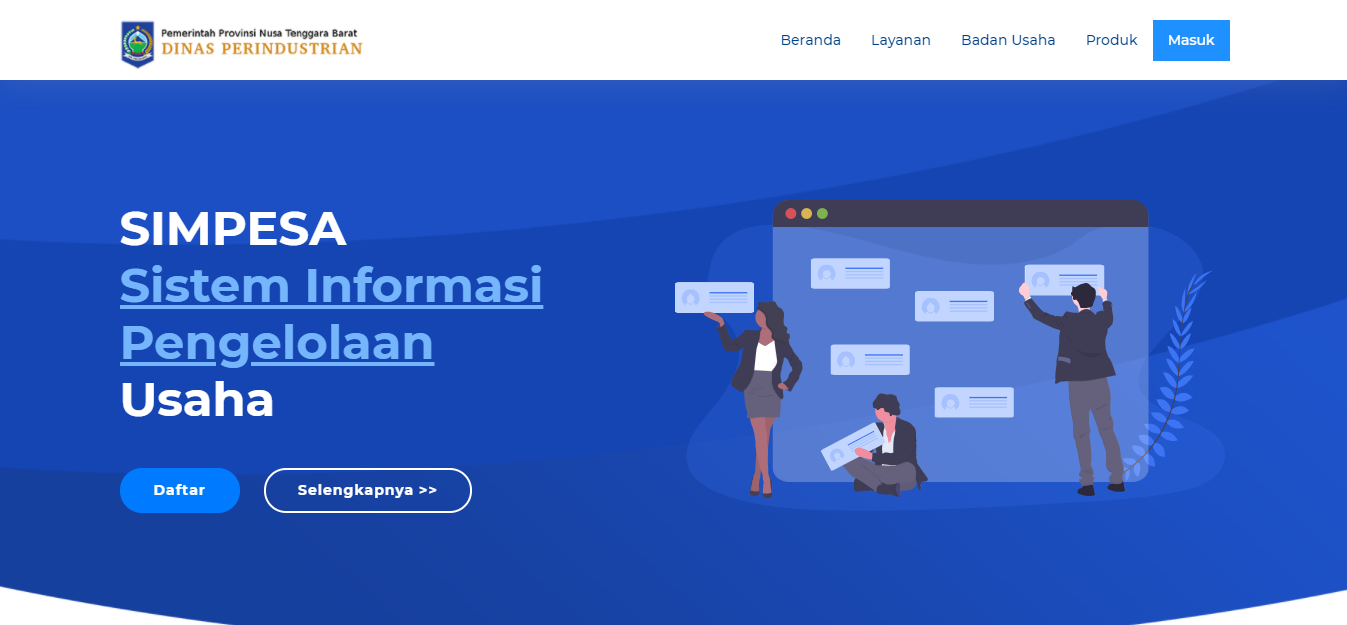 Pemerintah Provinsi Nusa Tenggara Barat
DINAS PERINDUSTRIAN
Beranda
Layanan
Badan Usaha
Produk
Masuk
SIMPESA
Sistem Informasi
Pengelolaan
Usaha
Daftar
Selengkapnya >>